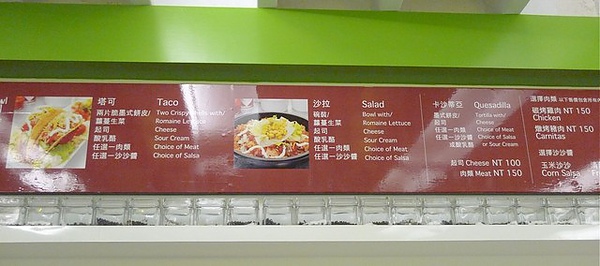 塔可 Taco
兩片脆墨式餅皮/ Two Crispy Shells with/
蘿蔓生菜 Romaine Lettuce
起司 Cheese
酸乳酪 Sour Cream
任選一肉類 Choice of Meat
任選一沙沙醬 Choice of Salsa
沙拉 Salad
碗裝/ Bowl with/
蘿蔓生菜 Romaine Lettuce
起司 Cheese
酸乳酪 Sour Cream
任選一肉類 Choice of Meat
任選一沙沙醬 Choice of Salsa
卡沙蒂亞 Quesadilla
墨式餅皮/ Tortilla with/
起司 Cheese
任選一肉類 Choice of Meat
任選一沙沙醬 Choice of Salsa
或酸乳酪 or Sour Cream
起司 Cheese NT 100
肉類 Meat NT 150
選擇肉類
碳烤雞肉 NT 150
Chicken
燉烤豬肉 NT 150
Carnitas
選擇沙沙醬
玉米沙沙
Corn Salsa